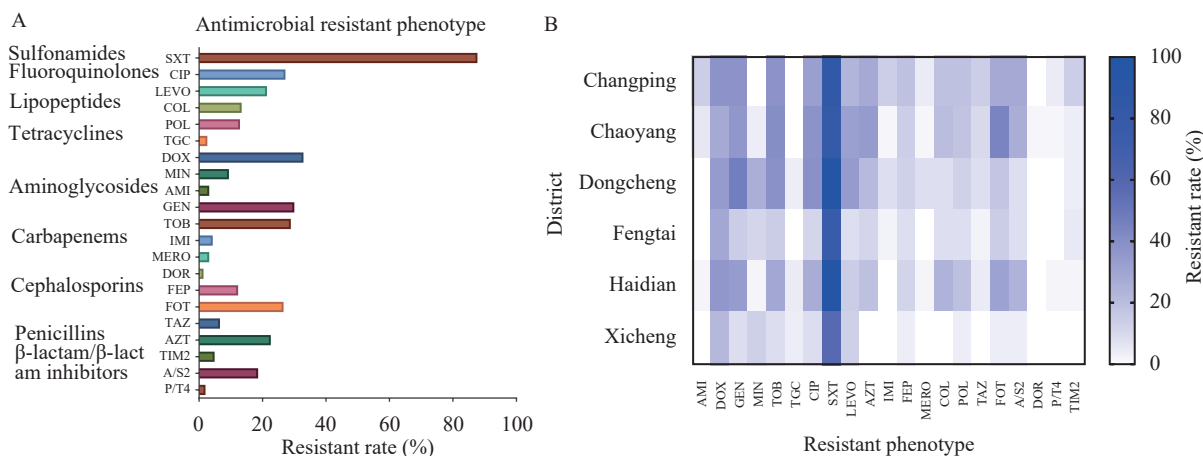 A
Antimicrobial resistant phenotype
Sulfonamides
Fluoroquinolones
Lipopeptides
Tetracyclines
Aminoglycosides
Carbapenems
Cephalosporins
Penicillins
β-lactam/β-lact
am inhibitors
SXT
CIP
LEVO
COL
POL
TGC
DOX
MIN
AMI
GEN
TOB
IMI
MERO
DOR
FEP
FOT
TAZ
AZT
TIM2
A/S2
P/T4
0 20 40 60 80 100
Resistant rate (%)
B
District
Changping
Chaoyang
Dongcheng
Fengtai
Haidian
Xicheng
AMI DOX GEN MIN TOB TGC CIP SXT LEVO AZT IMI FEP MERO COL POL TAZ FOT A/S2 DOR P/T4 TIM2
Resistant phenotype
100
80
60
40
20
0
Resistant rate (%)